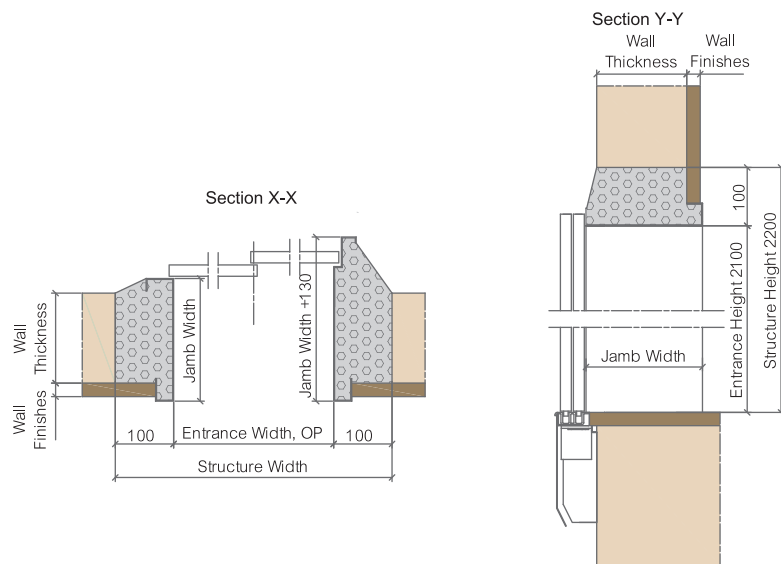 Section X-X
Wall
Thickness
Wall
Finishes
Jamb Width
Jamb Width +130
100
Entrance Width, OP
100
Structure Width
Section Y-Y
Wall
Thickness
Wall
Finishes
100
Entrance Height 2100
Structure Height 2200
Jamb Width